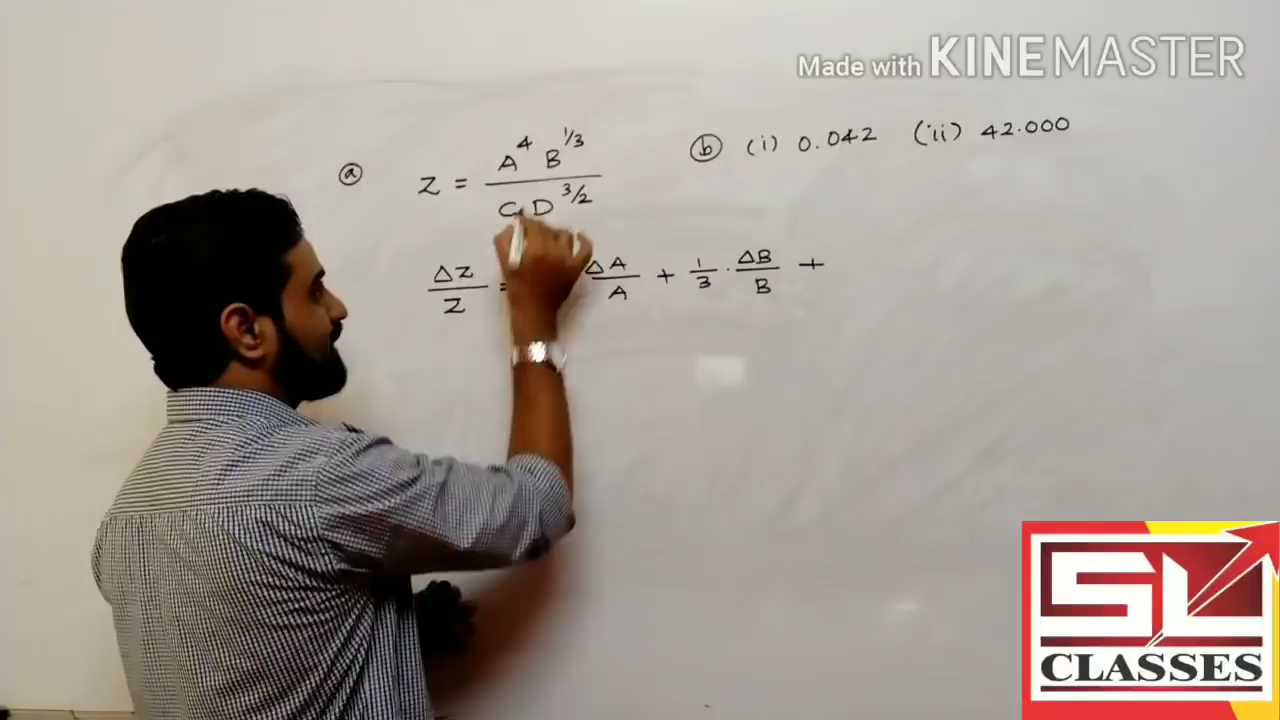 Made with KINEMASTER
ⓐ Z = A^4 B^{1/3} / C D^{3/2}
ⓑ (i) 0.042 (ii) 42.000
ΔZ/Z = ΔA/A + 1/3 · ΔB/B +
SL
CLASSES